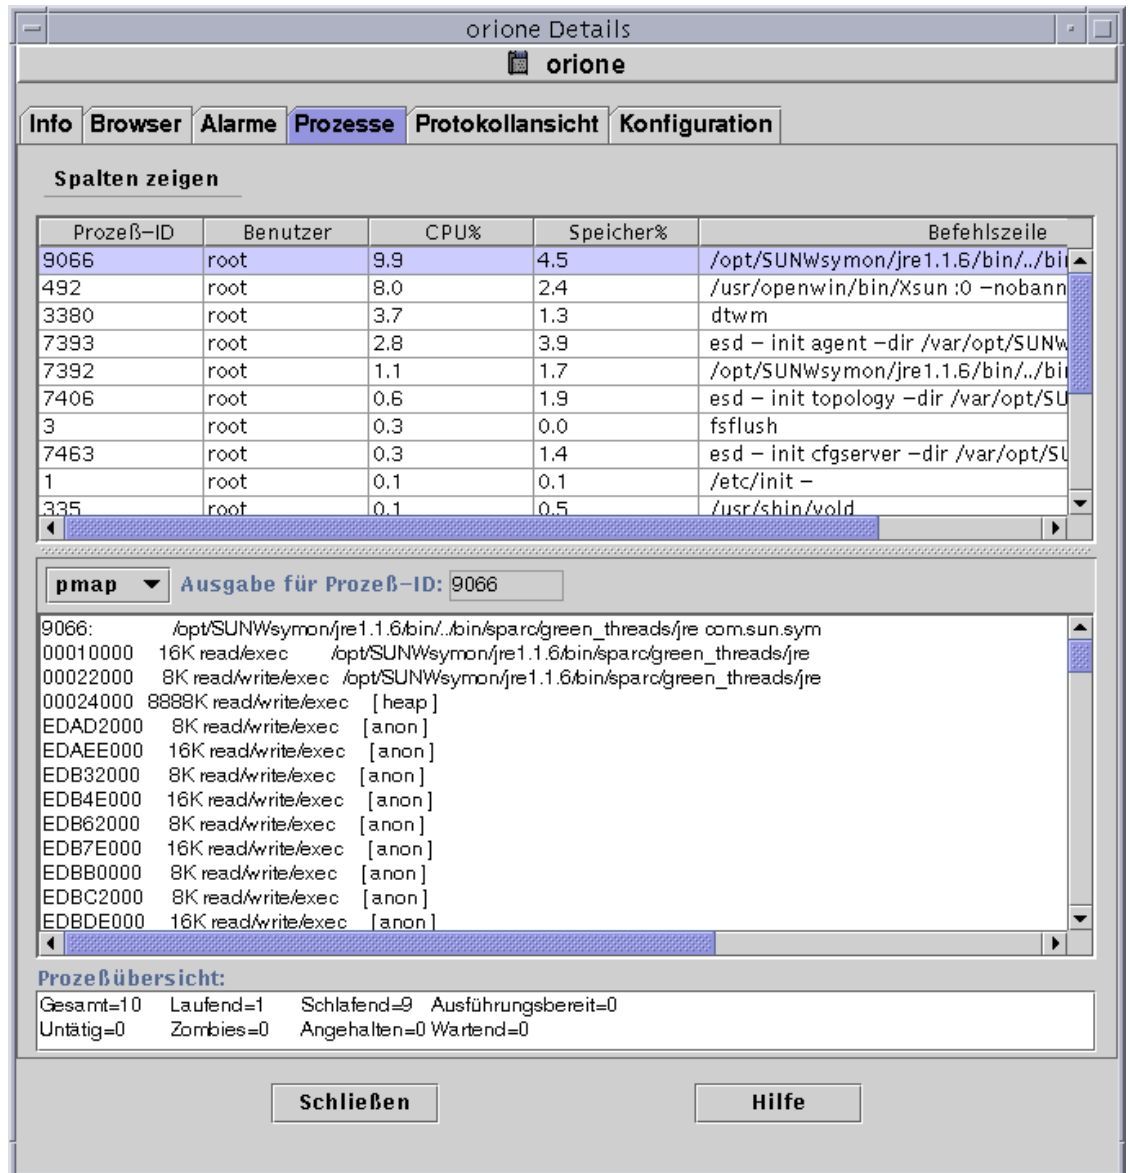 orione Details
orione
Info Browser Alarme Prozesse Protokollansicht Konfiguration
Spalten zeigen
Prozeß-ID Benutzer CPU% Speicher% Befehlszeile
9066 root 9.9 4.5 /opt/SUNWsymon/jre1.1.6/bin/../bi
492 root 8.0 2.4 /usr/openwin/bin/Xsun :0 -nobann
3380 root 3.7 1.3 dtwm
7393 root 2.8 3.9 esd - init agent -dir /var/opt/SUNW
7392 root 1.1 1.7 /opt/SUNWsymon/jre1.1.6/bin/../bi
7406 root 0.6 1.9 esd - init topology -dir /var/opt/SU
3 root 0.3 0.0 fsflush
7463 root 0.3 1.4 esd - init cfgserver -dir /var/opt/SU
1 root 0.1 0.1 /etc/init -
335 root 0.1 0.5 /usr/sbin/vold
pmap Ausgabe für Prozeß-ID: 9066
9066: /opt/SUNWsymon/jre1.1.6/bin/../bin/sparc/green_threads/jre com.sun.sym
00010000 16K read/exec /opt/SUNWsymon/jre1.1.6/bin/sparc/green_threads/jre
00022000 8K read/write/exec /opt/SUNWsymon/jre1.1.6/bin/sparc/green_threads/jre
00024000 8888K read/write/exec [ heap ]
EDAD2000 8K read/write/exec [ anon ]
EDAEE000 16K read/write/exec [ anon ]
EDB32000 8K read/write/exec [ anon ]
EDB4E000 16K read/write/exec [ anon ]
EDB62000 8K read/write/exec [ anon ]
EDB7E000 16K read/write/exec [ anon ]
EDBB0000 8K read/write/exec [ anon ]
EDBC2000 8K read/write/exec [ anon ]
EDBDE000 16K read/write/exec [ anon ]
Prozeßübersicht:
Gesamt=10 Laufend=1 Schlafend=9 Ausführungsbereit=0
Untätig=0 Zombies=0 Angehalten=0 Wartend=0
Schließen Hilfe